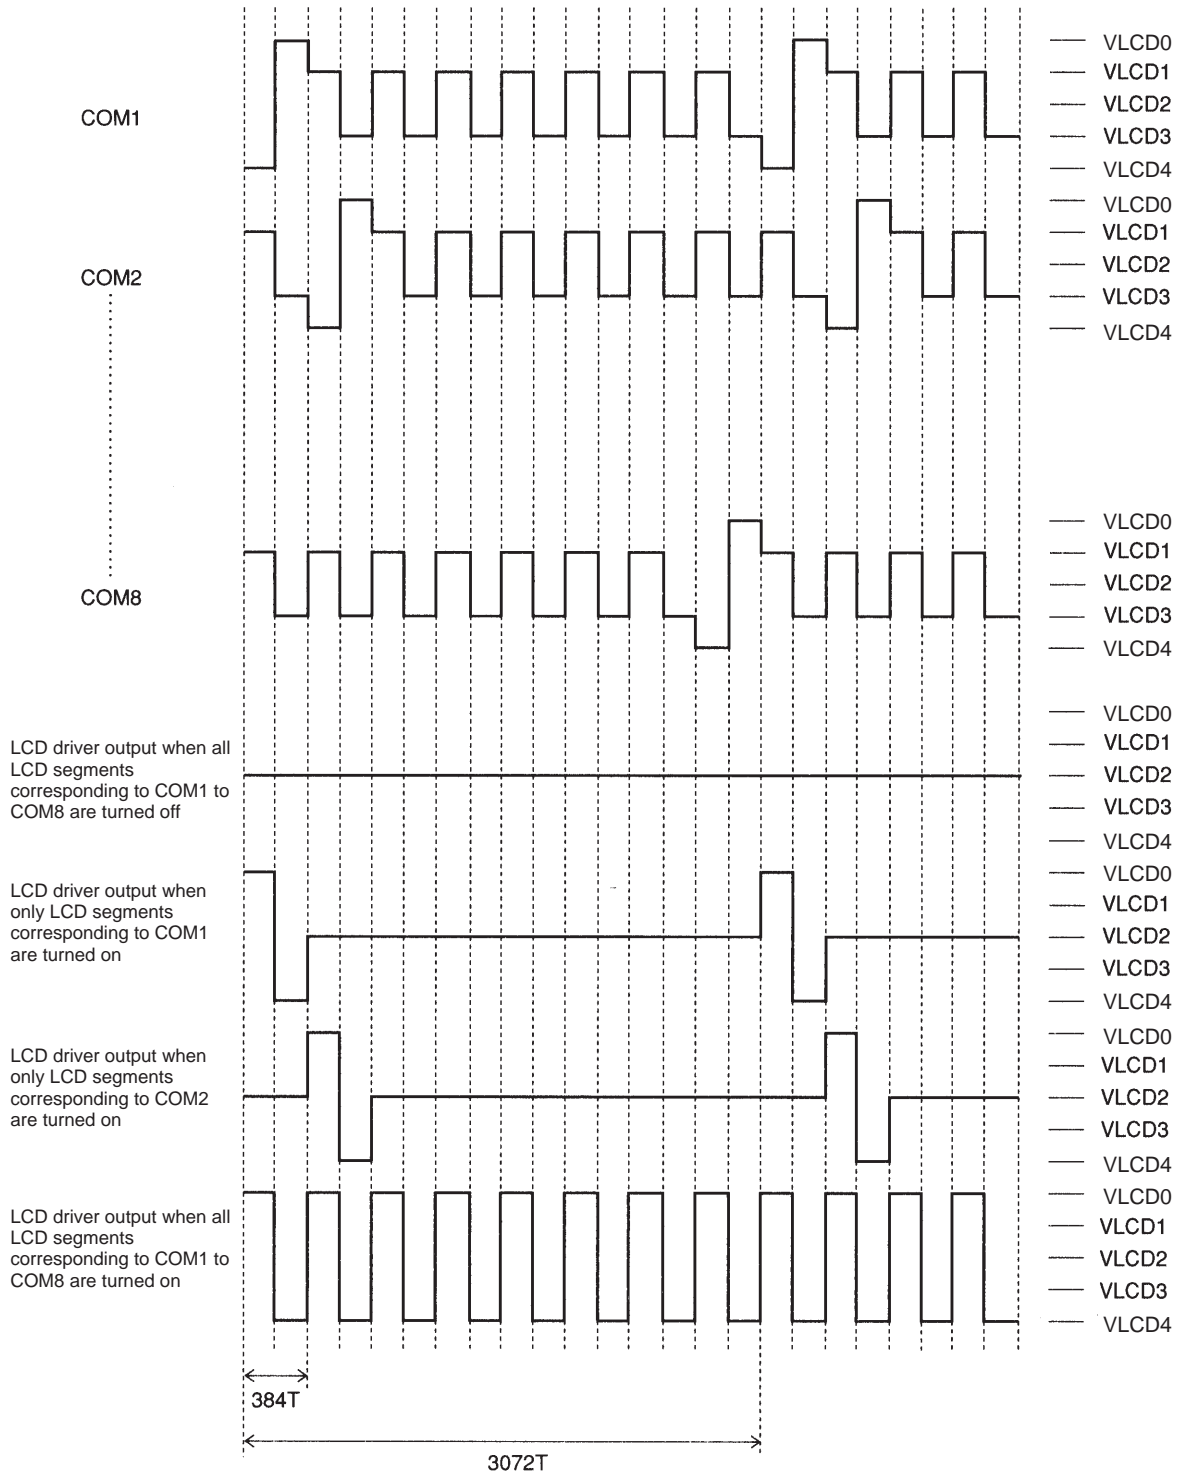 COM1
VLCD0
VLCD1
VLCD2
VLCD3
VLCD4
COM2
VLCD0
VLCD1
VLCD2
VLCD3
VLCD4
COM8
VLCD0
VLCD1
VLCD2
VLCD3
VLCD4
LCD driver output when all
LCD segments
corresponding to COM1 to
COM8 are turned off
VLCD0
VLCD1
VLCD2
VLCD3
VLCD4
LCD driver output when
only LCD segments
corresponding to COM1
are turned on
VLCD0
VLCD1
VLCD2
VLCD3
VLCD4
LCD driver output when
only LCD segments
corresponding to COM2
are turned on
VLCD0
VLCD1
VLCD2
VLCD3
VLCD4
LCD driver output when all
LCD segments
corresponding to COM1 to
COM8 are turned on
VLCD0
VLCD1
VLCD2
VLCD3
VLCD4
384T
3072T